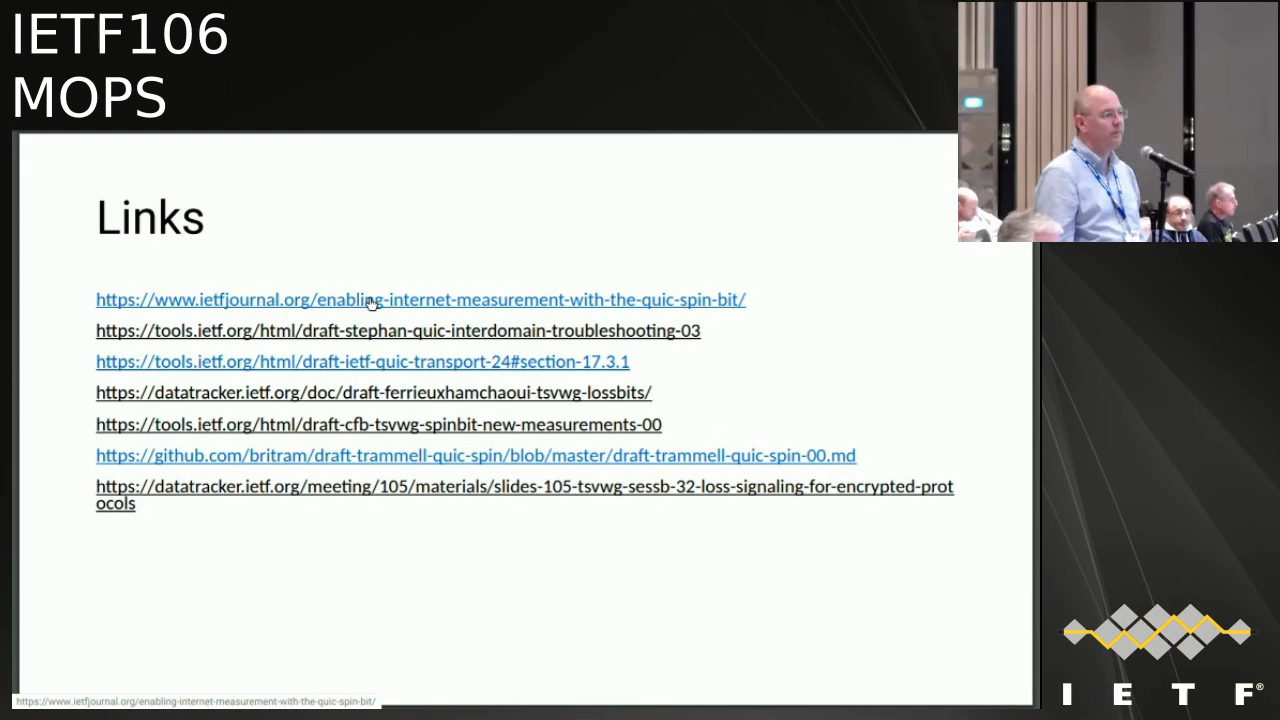 IETF106
MOPS
Links
https://www.ietfjournal.org/enabling-internet-measurement-with-the-quic-spin-bit/
https://tools.ietf.org/html/draft-stephan-quic-interdomain-troubleshooting-03
https://tools.ietf.org/html/draft-ietf-quic-transport-24#section-17.3.1
https://datatracker.ietf.org/doc/draft-ferrieuxhamchaoui-tsvwg-lossbits/
https://tools.ietf.org/html/draft-cfb-tsvwg-spinbit-new-measurements-00
https://github.com/britram/draft-trammell-quic-spin/blob/master/draft-trammell-quic-spin-00.md
https://datatracker.ietf.org/meeting/105/materials/slides-105-tsvwg-sessb-32-loss-signaling-for-encrypted-prot
ocols
https://www.ietfjournal.org/enabling-internet-measurement-with-the-quic-spin-bit/
I E T F®